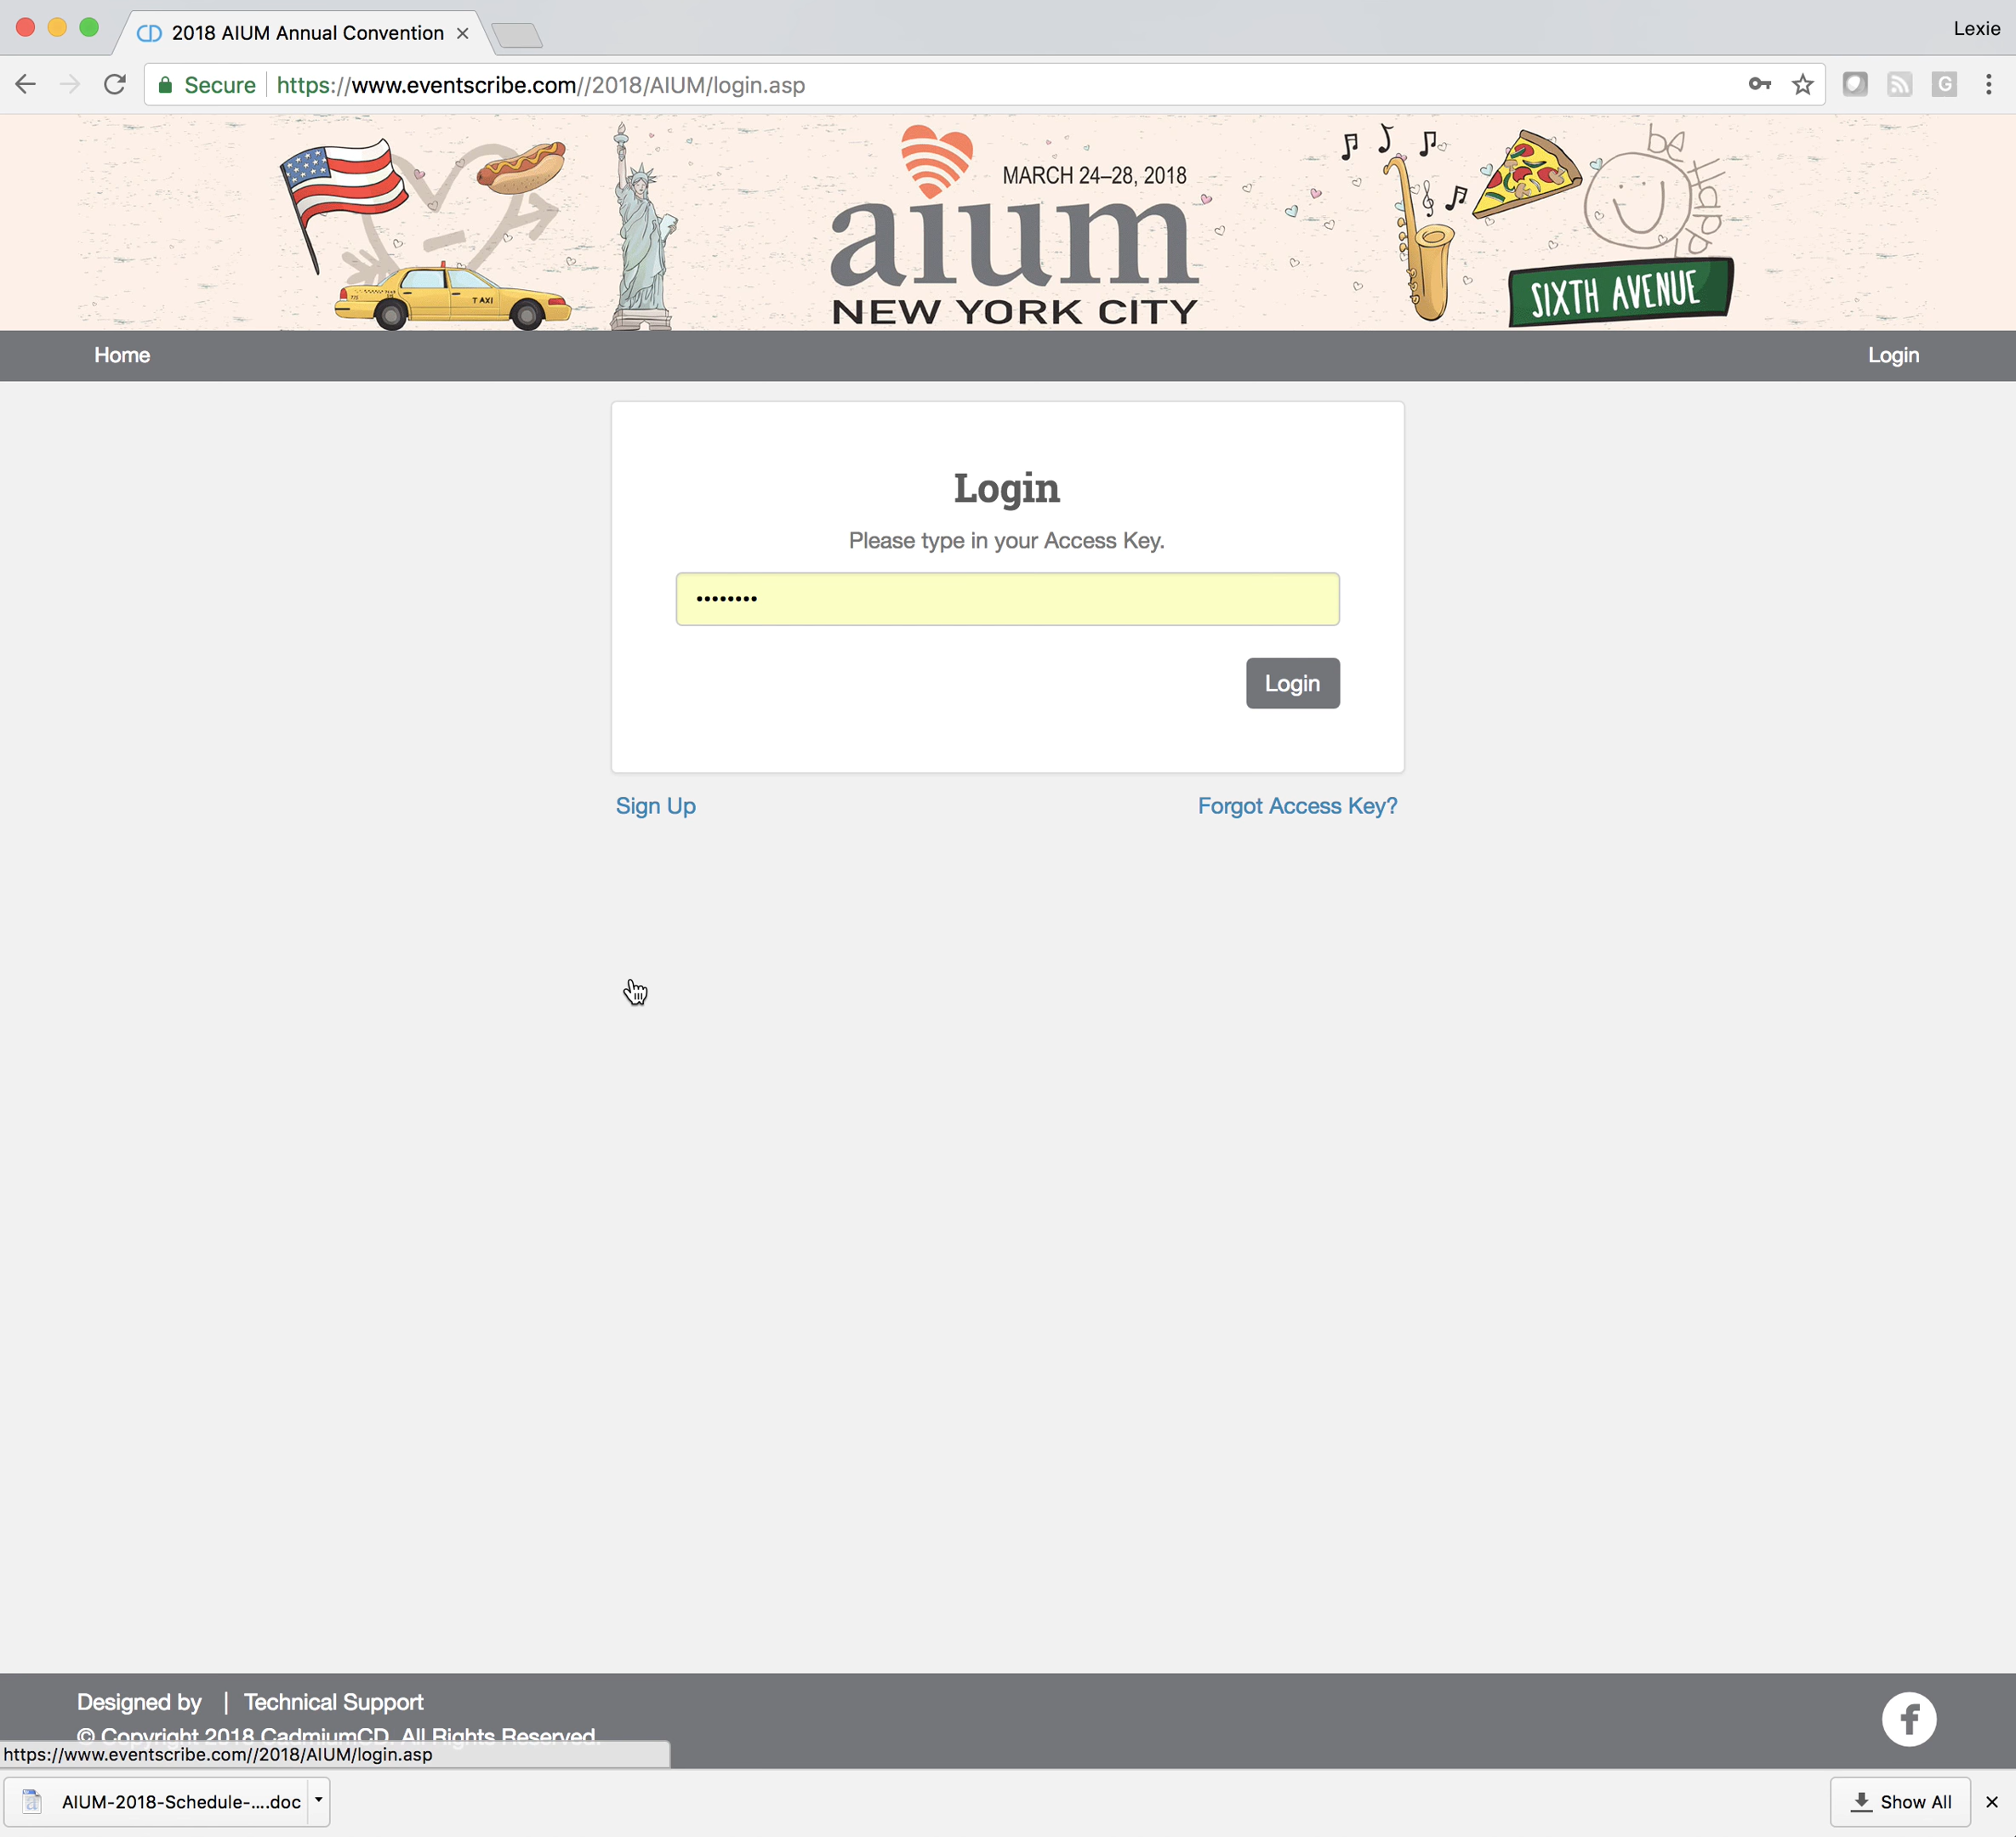 2018 AIUM Annual Convention
Lexie
Secure https://www.eventscribe.com//2018/AIUM/login.asp
G
MARCH 24–28, 2018
aium
NEW YORK CITY
TAXI
be Happy
SIXTH AVENUE
Home
Login
Login
Please type in your Access Key.
••••••••
Login
Sign Up
Forgot Access Key?
Designed by | Technical Support
© Copyright 2018 CadmiumCD. All Rights Reserved.
https://www.eventscribe.com//2018/AIUM/login.asp
AIUM-2018-Schedule-....doc
Show All